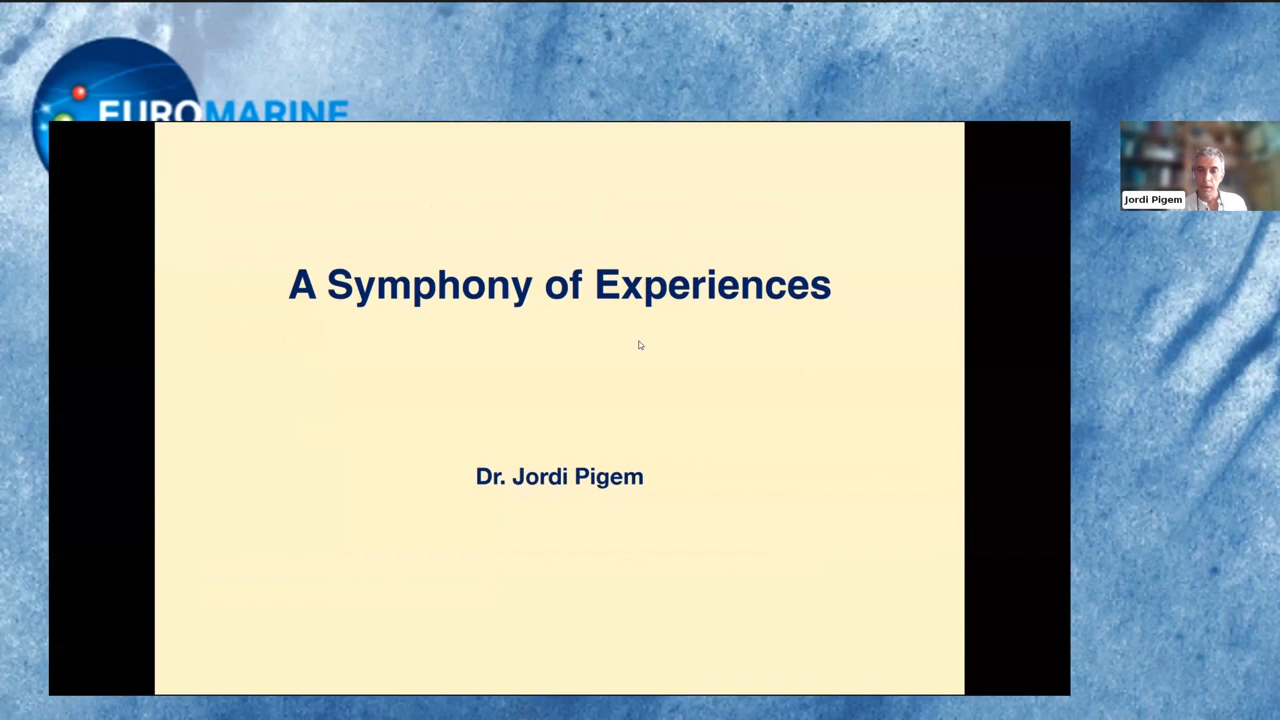 EUROMARINE
A Symphony of Experiences
Jordi Pigem
Dr. Jordi Pigem